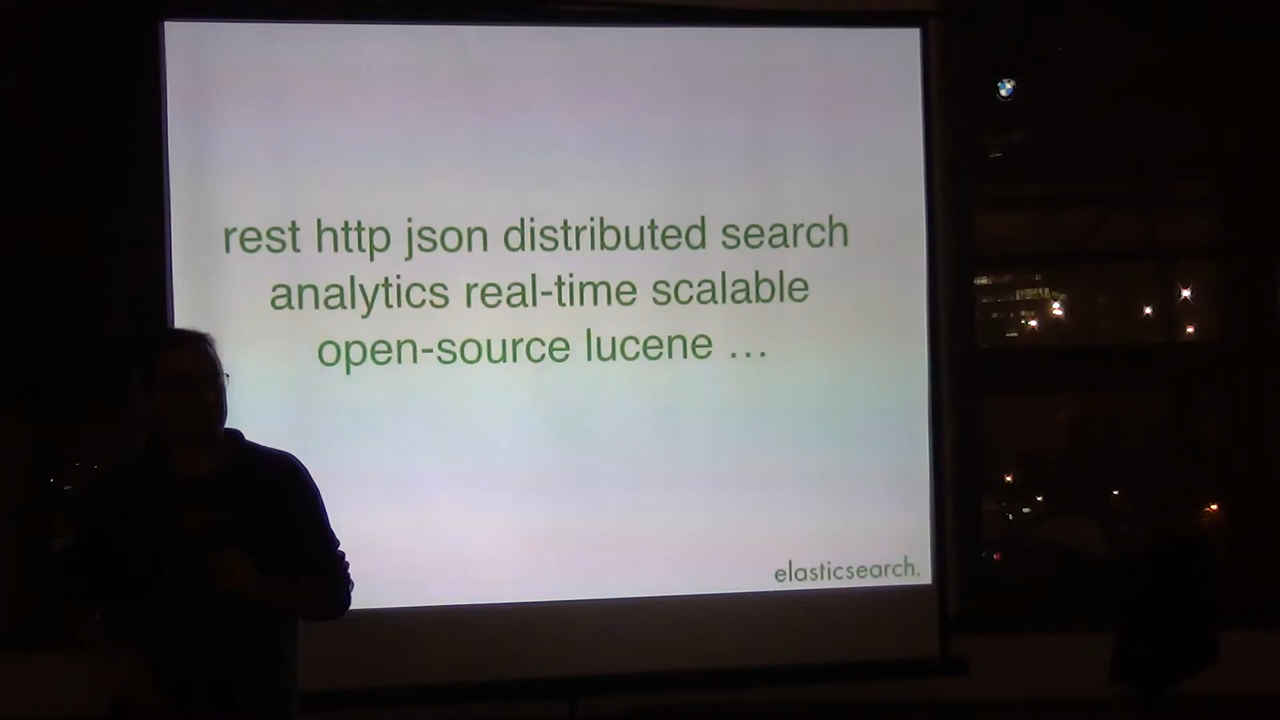 rest http json distributed search
analytics real-time scalable
open-source lucene ...
elasticsearch.